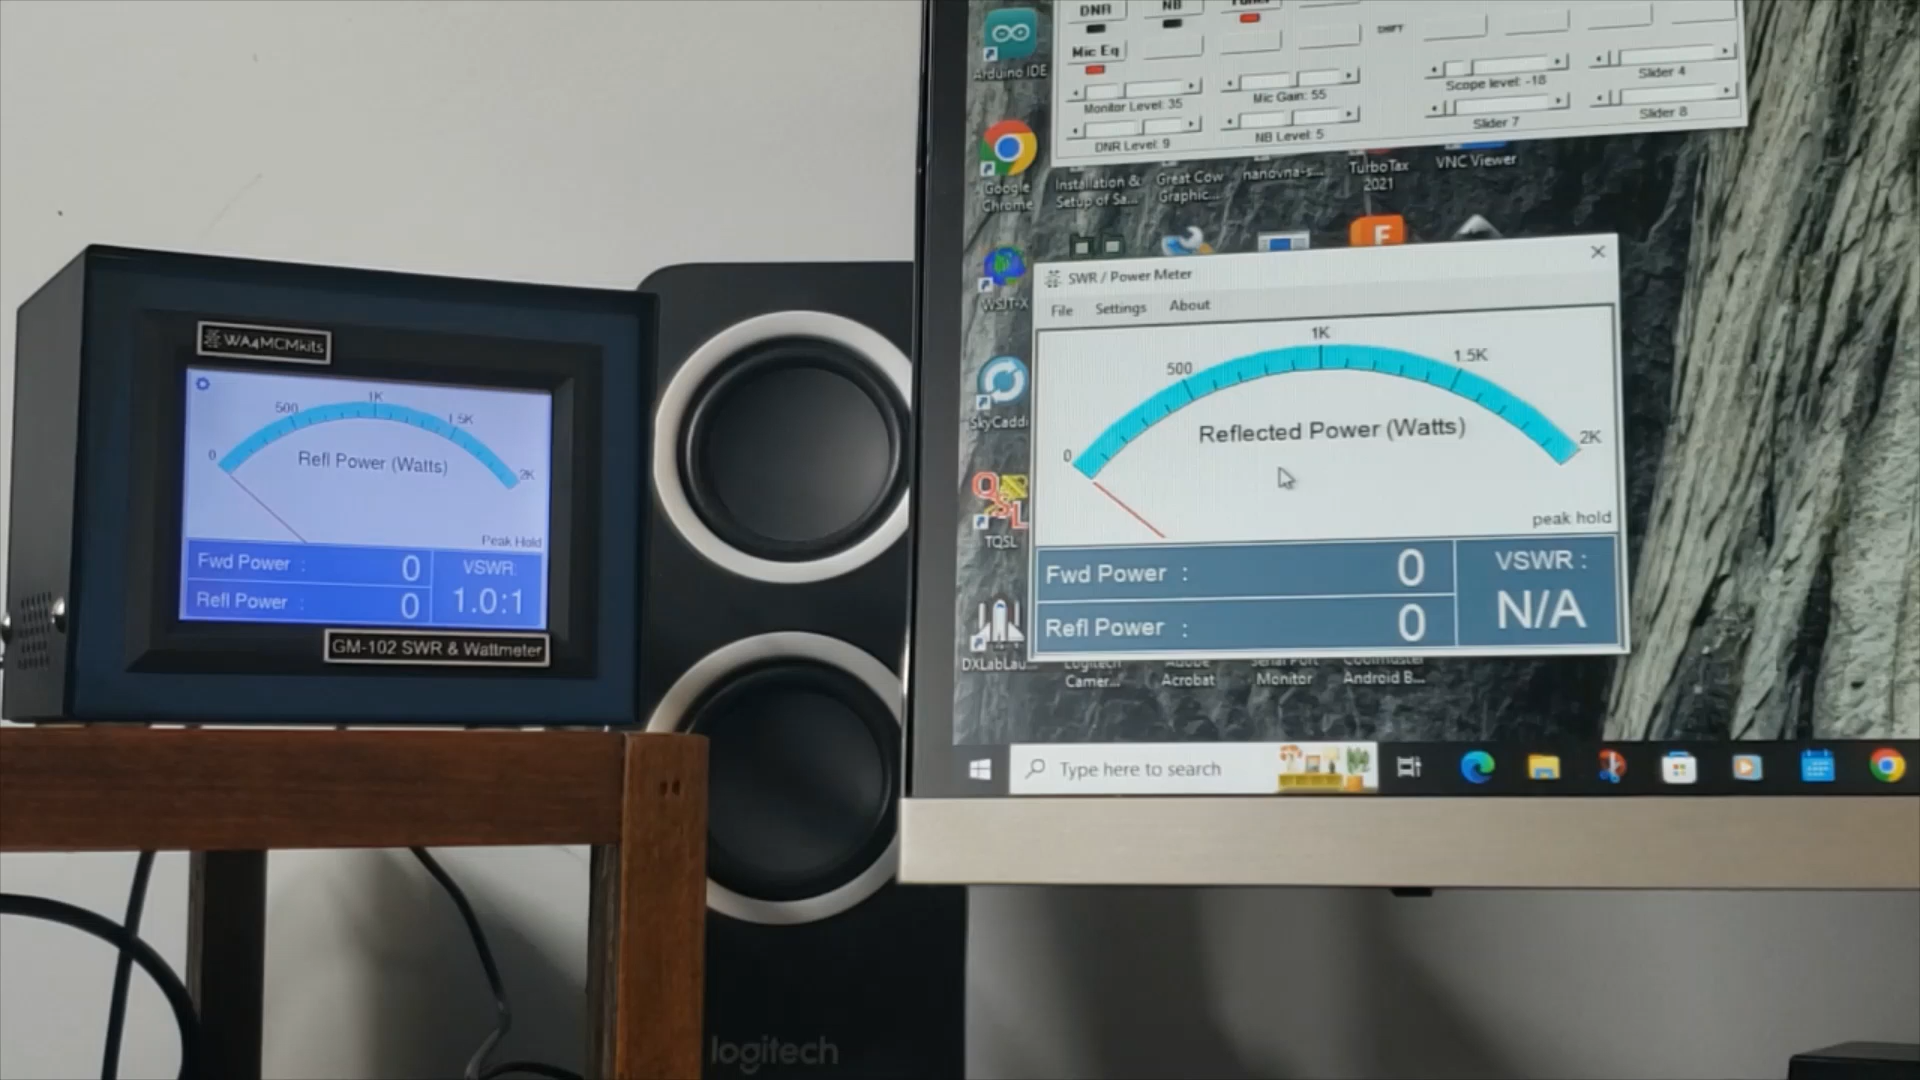 WA4MCMkits
0
500
1K
1.5K
2K
Refl Power (Watts)
Peak Hold
Fwd Power :
0
Refl Power :
0
VSWR:
1.0:1
GM-102 SWR & Wattmeter
logitech
DNR
NB
Mic Eq
Monitor Level: 35
Mic Gain: 55
Scope level: -18
Slider 4
DNR Level: 9
NB Level: 5
Slider 7
Slider 8
Arduino IDE
Google
Chrome
Installation &
Setup of Sa...
Great Cow
Graphic...
nanovna-s...
TurboTax
2021
VNC Viewer
WSJT-X
SkyCaddi
TQSL
DXLabLau...
SWR / Power Meter
File
Settings
About
0
500
1K
1.5K
2K
Reflected Power (Watts)
peak hold
Fwd Power :
0
Refl Power :
0
VSWR :
N/A
Logitech
Camer...
Adobe
Acrobat
Serial Port
Monitor
Coolmuster
Android B...
Type here to search